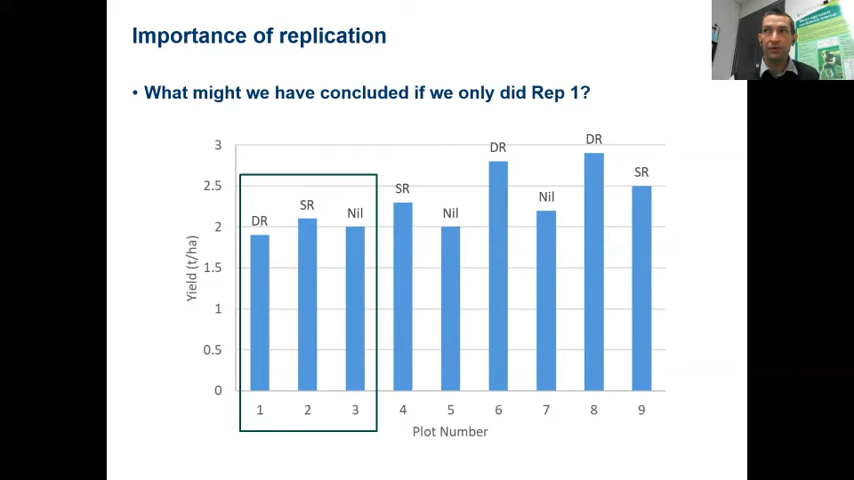 Importance of replication
• What might we have concluded if we only did Rep 1?
3
2.5
2
1.5
1
0.5
0
Yield (t/ha)
DR
SR
Nil
SR
Nil
DR
Nil
DR
SR
1 2 3 4 5 6 7 8 9
Plot Number